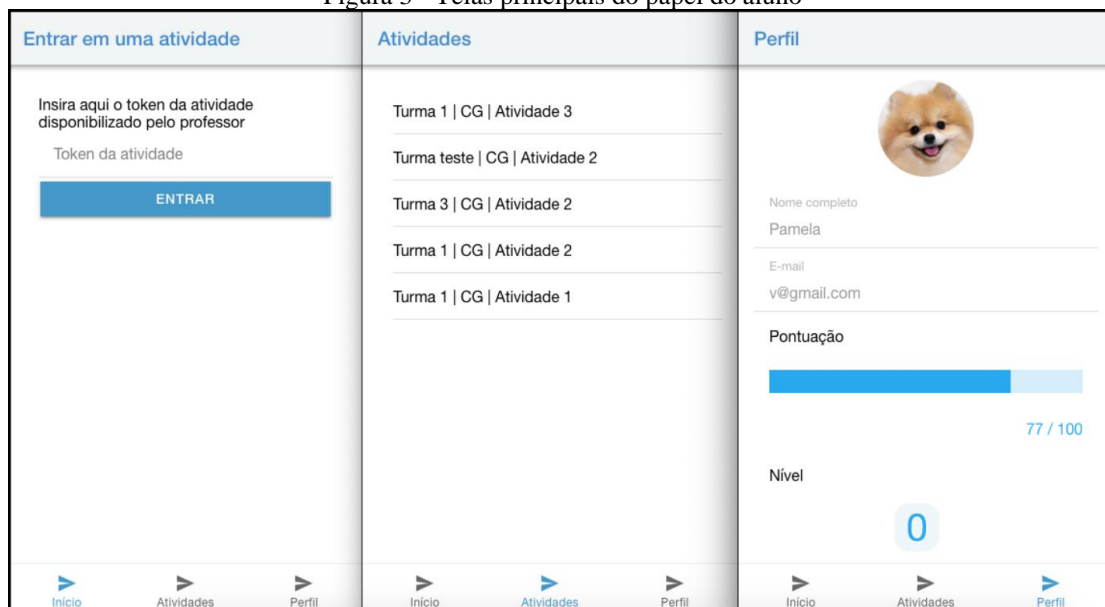 Telas principais do papel do aluno
Entrar em uma atividade
Insira aqui o token da atividade
disponibilizado pelo professor
Token da atividade
ENTRAR
Início
Atividades
Perfil
Atividades
Turma 1 | CG | Atividade 3
Turma teste | CG | Atividade 2
Turma 3 | CG | Atividade 2
Turma 1 | CG | Atividade 2
Turma 1 | CG | Atividade 1
Início
Atividades
Perfil
Perfil
Nome completo
Pamela
E-mail
v@gmail.com
Pontuação
77 / 100
Nível
0
Início
Atividades
Perfil